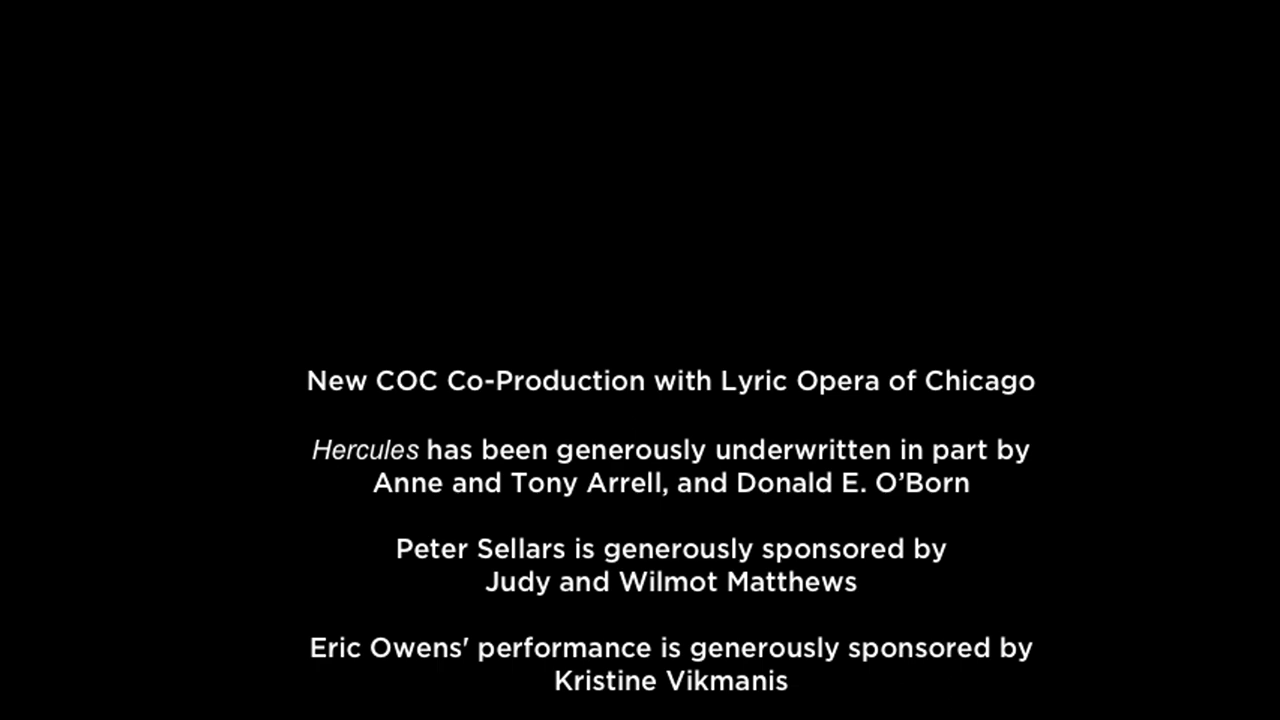 New COC Co-Production with Lyric Opera of Chicago
Hercules has been generously underwritten in part by
Anne and Tony Arrell, and Donald E. O’Born
Peter Sellars is generously sponsored by
Judy and Wilmot Matthews
Eric Owens' performance is generously sponsored by
Kristine Vikmanis